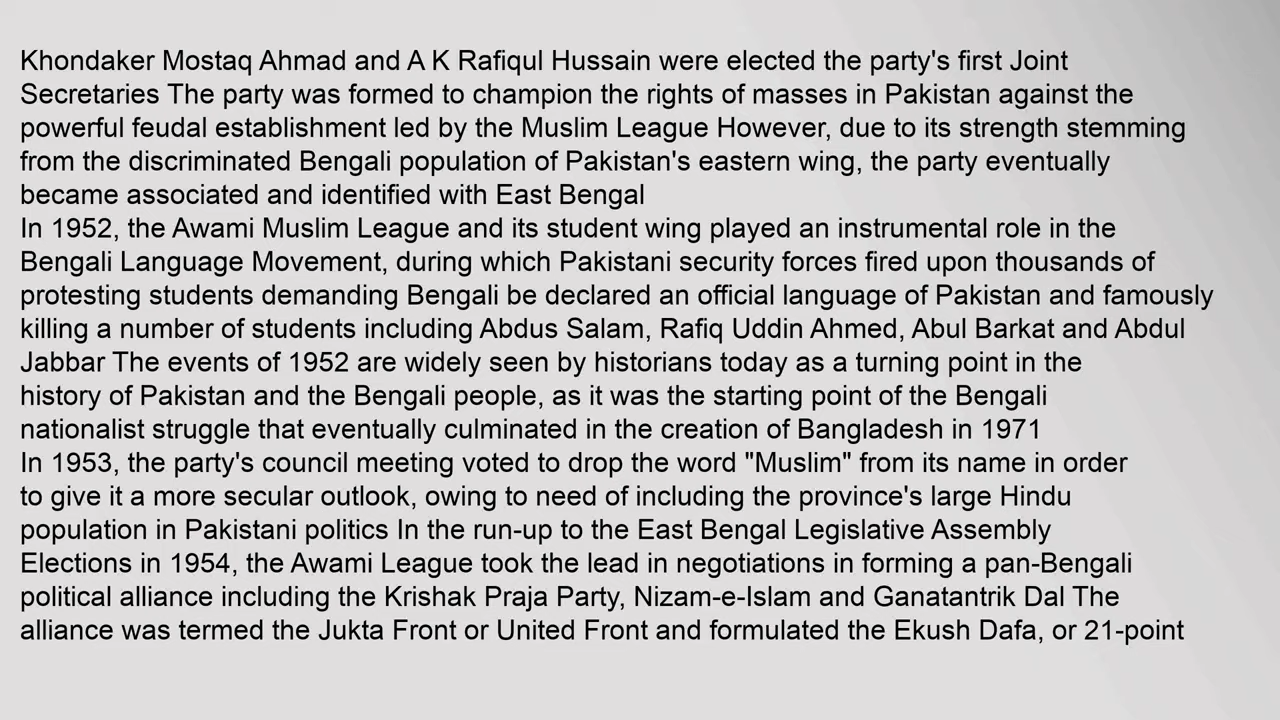 Khondaker Mostaq Ahmad and A K Rafiqul Hussain were elected the party's first Joint
Secretaries The party was formed to champion the rights of masses in Pakistan against the
powerful feudal establishment led by the Muslim League However, due to its strength stemming
from the discriminated Bengali population of Pakistan's eastern wing, the party eventually
became associated and identified with East Bengal
In 1952, the Awami Muslim League and its student wing played an instrumental role in the
Bengali Language Movement, during which Pakistani security forces fired upon thousands of
protesting students demanding Bengali be declared an official language of Pakistan and famously
killing a number of students including Abdus Salam, Rafiq Uddin Ahmed, Abul Barkat and Abdul
Jabbar The events of 1952 are widely seen by historians today as a turning point in the
history of Pakistan and the Bengali people, as it was the starting point of the Bengali
nationalist struggle that eventually culminated in the creation of Bangladesh in 1971
In 1953, the party's council meeting voted to drop the word "Muslim" from its name in order
to give it a more secular outlook, owing to need of including the province's large Hindu
population in Pakistani politics In the run-up to the East Bengal Legislative Assembly
Elections in 1954, the Awami League took the lead in negotiations in forming a pan-Bengali
political alliance including the Krishak Praja Party, Nizam-e-Islam and Ganatantrik Dal The
alliance was termed the Jukta Front or United Front and formulated the Ekush Dafa, or 21-point